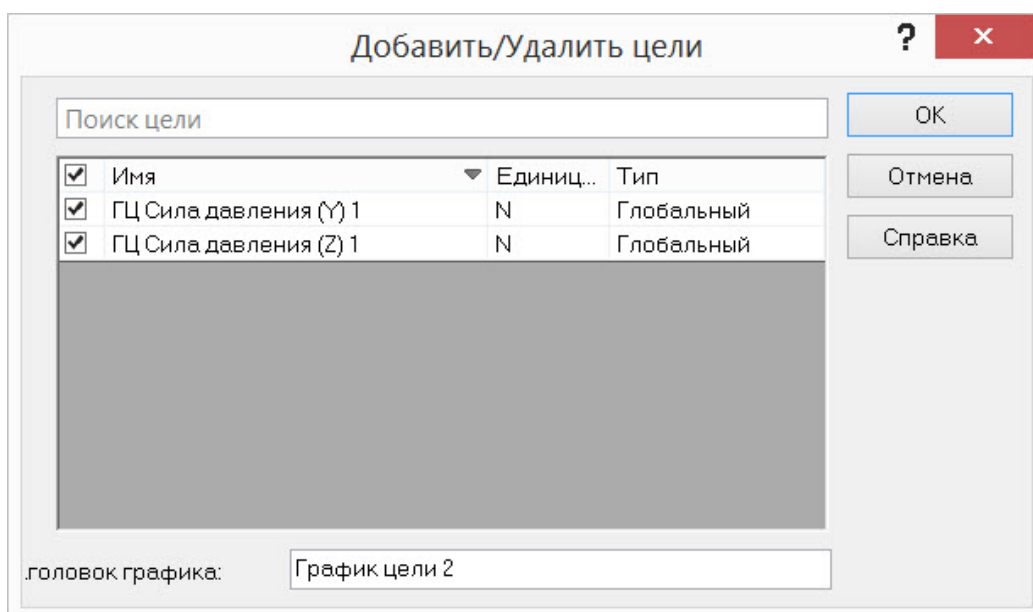 Добавить/Удалить цели ? ×
Поиск цели
OK
Имя Единиц... Тип
Отмена
ГЦ Сила давления (Y) 1 N Глобальный
ГЦ Сила давления (Z) 1 N Глобальный
Справка
.головок графика: График цели 2